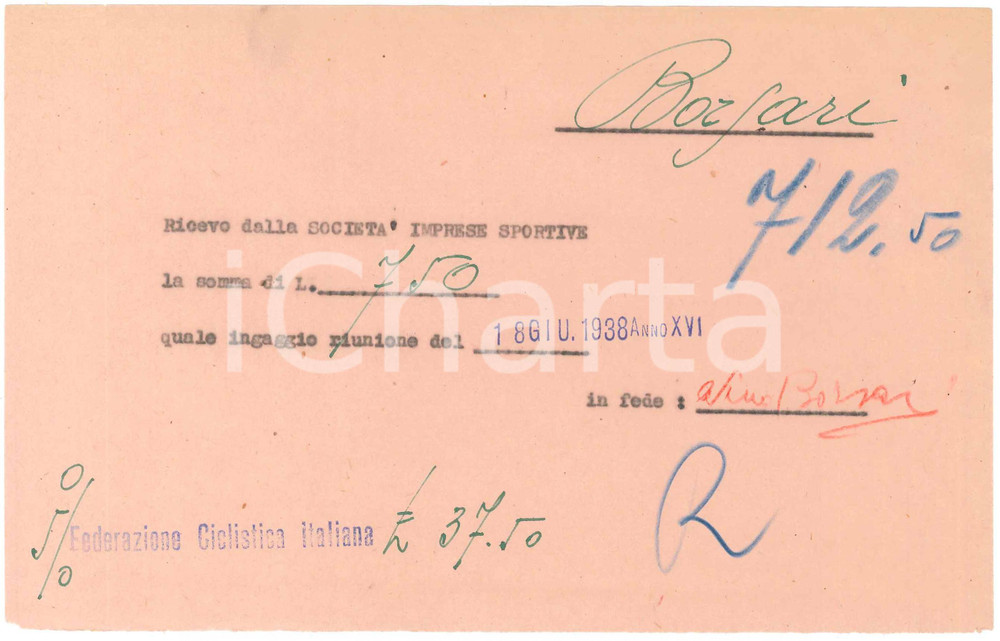 Borsari
712.50
Ricevo dalla SOCIETA' IMPRESE SPORTIVE
la somma di L. 750
quale ingaggio riunione del 18 GIU. 1938 ANNO XVI
in fede : Borsari
R
5% Federazione Ciclistica Italiana £ 37.50
iCharta